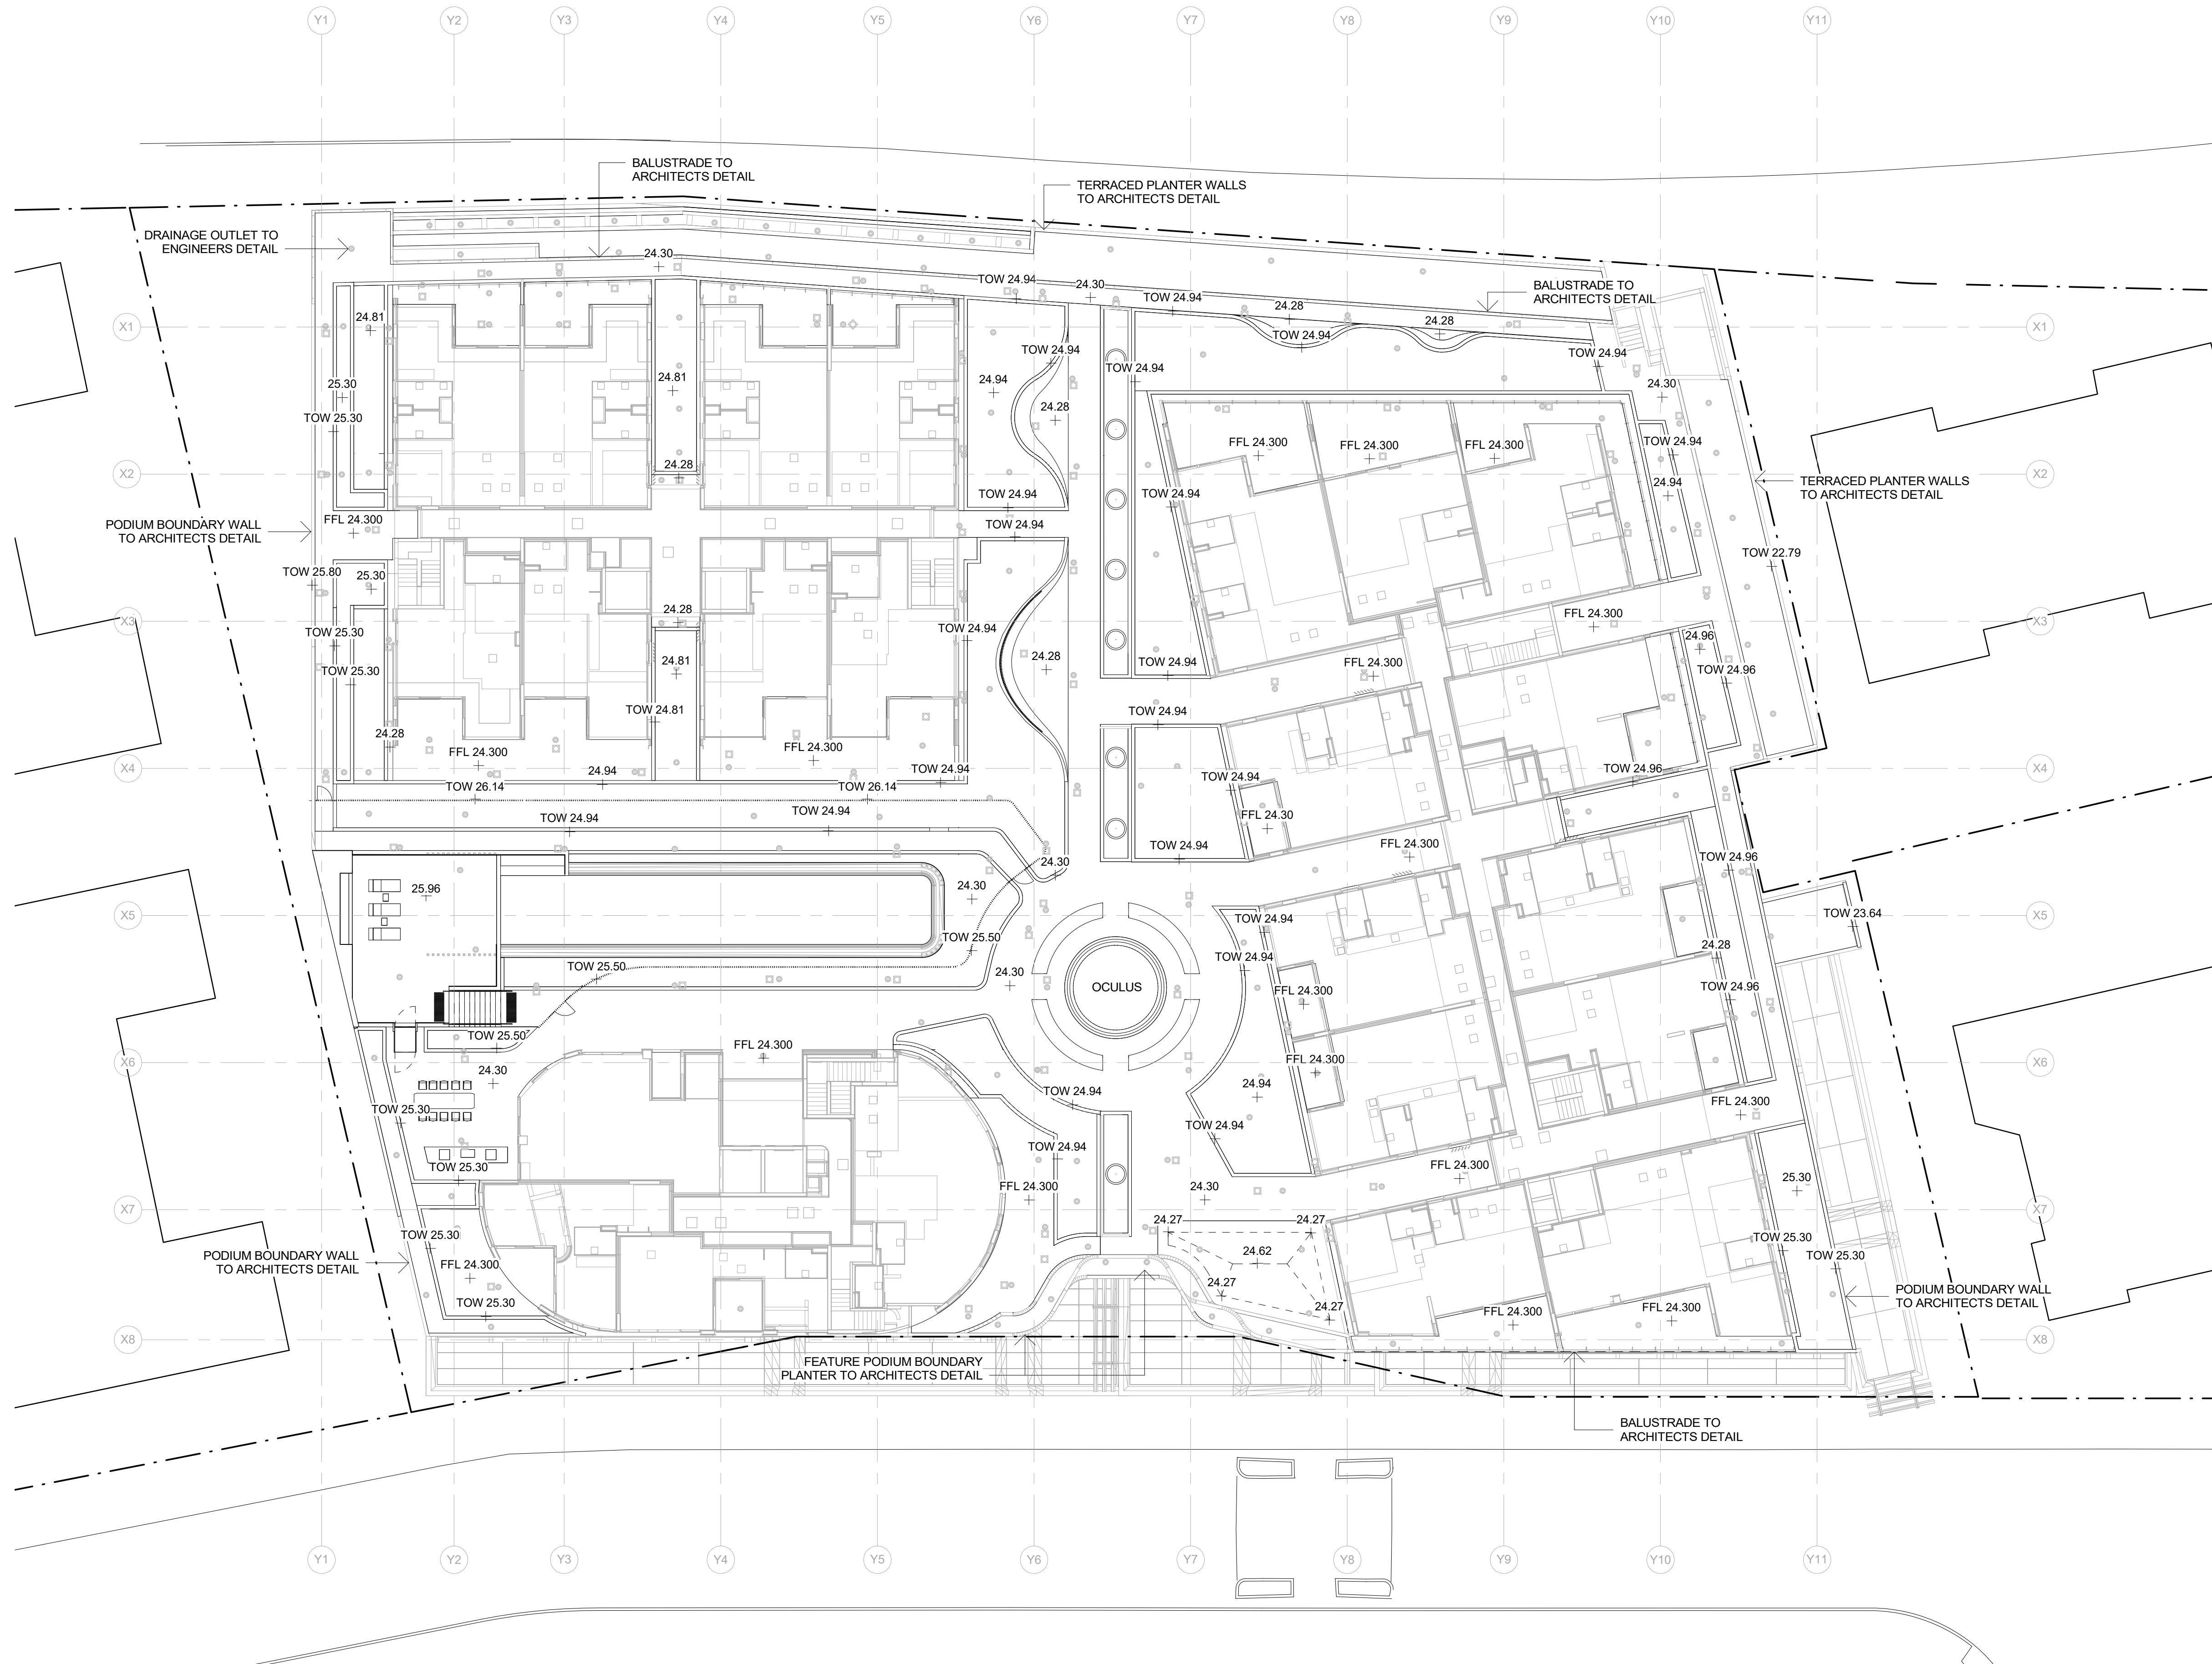 Y1 Y2 Y3 Y4 Y5 Y6 Y7 Y8 Y9 Y10 Y11
BALUSTRADE TO
ARCHITECTS DETAIL
TERRACED PLANTER WALLS
TO ARCHITECTS DETAIL
DRAINAGE OUTLET TO
ENGINEERS DETAIL
24.30
TOW 24.94
24.30
TOW 24.94
24.28
BALUSTRADE TO
ARCHITECTS DETAIL
24.81
24.28
X1
X1
TOW 24.94
TOW 24.94
TOW 24.94
TOW 24.94
25.30
24.81
24.94
24.30
24.28
TOW 25.30
FFL 24.300
FFL 24.300
FFL 24.300
TOW 24.94
24.28
X2
X2
TERRACED PLANTER WALLS
TO ARCHITECTS DETAIL
TOW 24.94
TOW 24.94
24.94
FFL 24.300
PODIUM BOUNDARY WALL
TO ARCHITECTS DETAIL
TOW 24.94
TOW 22.79
TOW 25.80
25.30
24.28
FFL 24.300
X3
X3
TOW 25.30
TOW 24.94
24.96
24.81
24.28
TOW 24.94
FFL 24.300
TOW 25.30
TOW 24.96
TOW 24.81
TOW 24.94
24.28
FFL 24.300
FFL 24.300
X4
X4
24.94
TOW 24.94
TOW 24.94
TOW 24.96
TOW 26.14
TOW 26.14
TOW 24.94
TOW 24.94
FFL 24.30
TOW 24.94
FFL 24.300
24.30
TOW 24.96
25.96
24.30
X5
X5
TOW 24.94
TOW 23.64
TOW 25.50
24.28
TOW 25.50
24.30
TOW 24.94
OCULUS
FFL 24.300
TOW 24.96
TOW 25.50
FFL 24.300
X6
X6
FFL 24.300
24.30
24.94
TOW 24.94
TOW 25.30
FFL 24.300
TOW 24.94
TOW 24.94
TOW 25.30
FFL 24.300
FFL 24.300
24.30
25.30
X7
X7
24.27
24.27
TOW 25.30
TOW 25.30
24.62
PODIUM BOUNDARY WALL
TO ARCHITECTS DETAIL
FFL 24.300
TOW 25.30
24.27
PODIUM BOUNDARY WALL
TO ARCHITECTS DETAIL
TOW 25.30
24.27
FFL 24.300
FFL 24.300
X8
X8
FEATURE PODIUM BOUNDARY
PLANTER TO ARCHITECTS DETAIL
BALUSTRADE TO
ARCHITECTS DETAIL
Y1 Y2 Y3 Y4 Y5 Y6 Y7 Y8 Y9 Y10 Y11